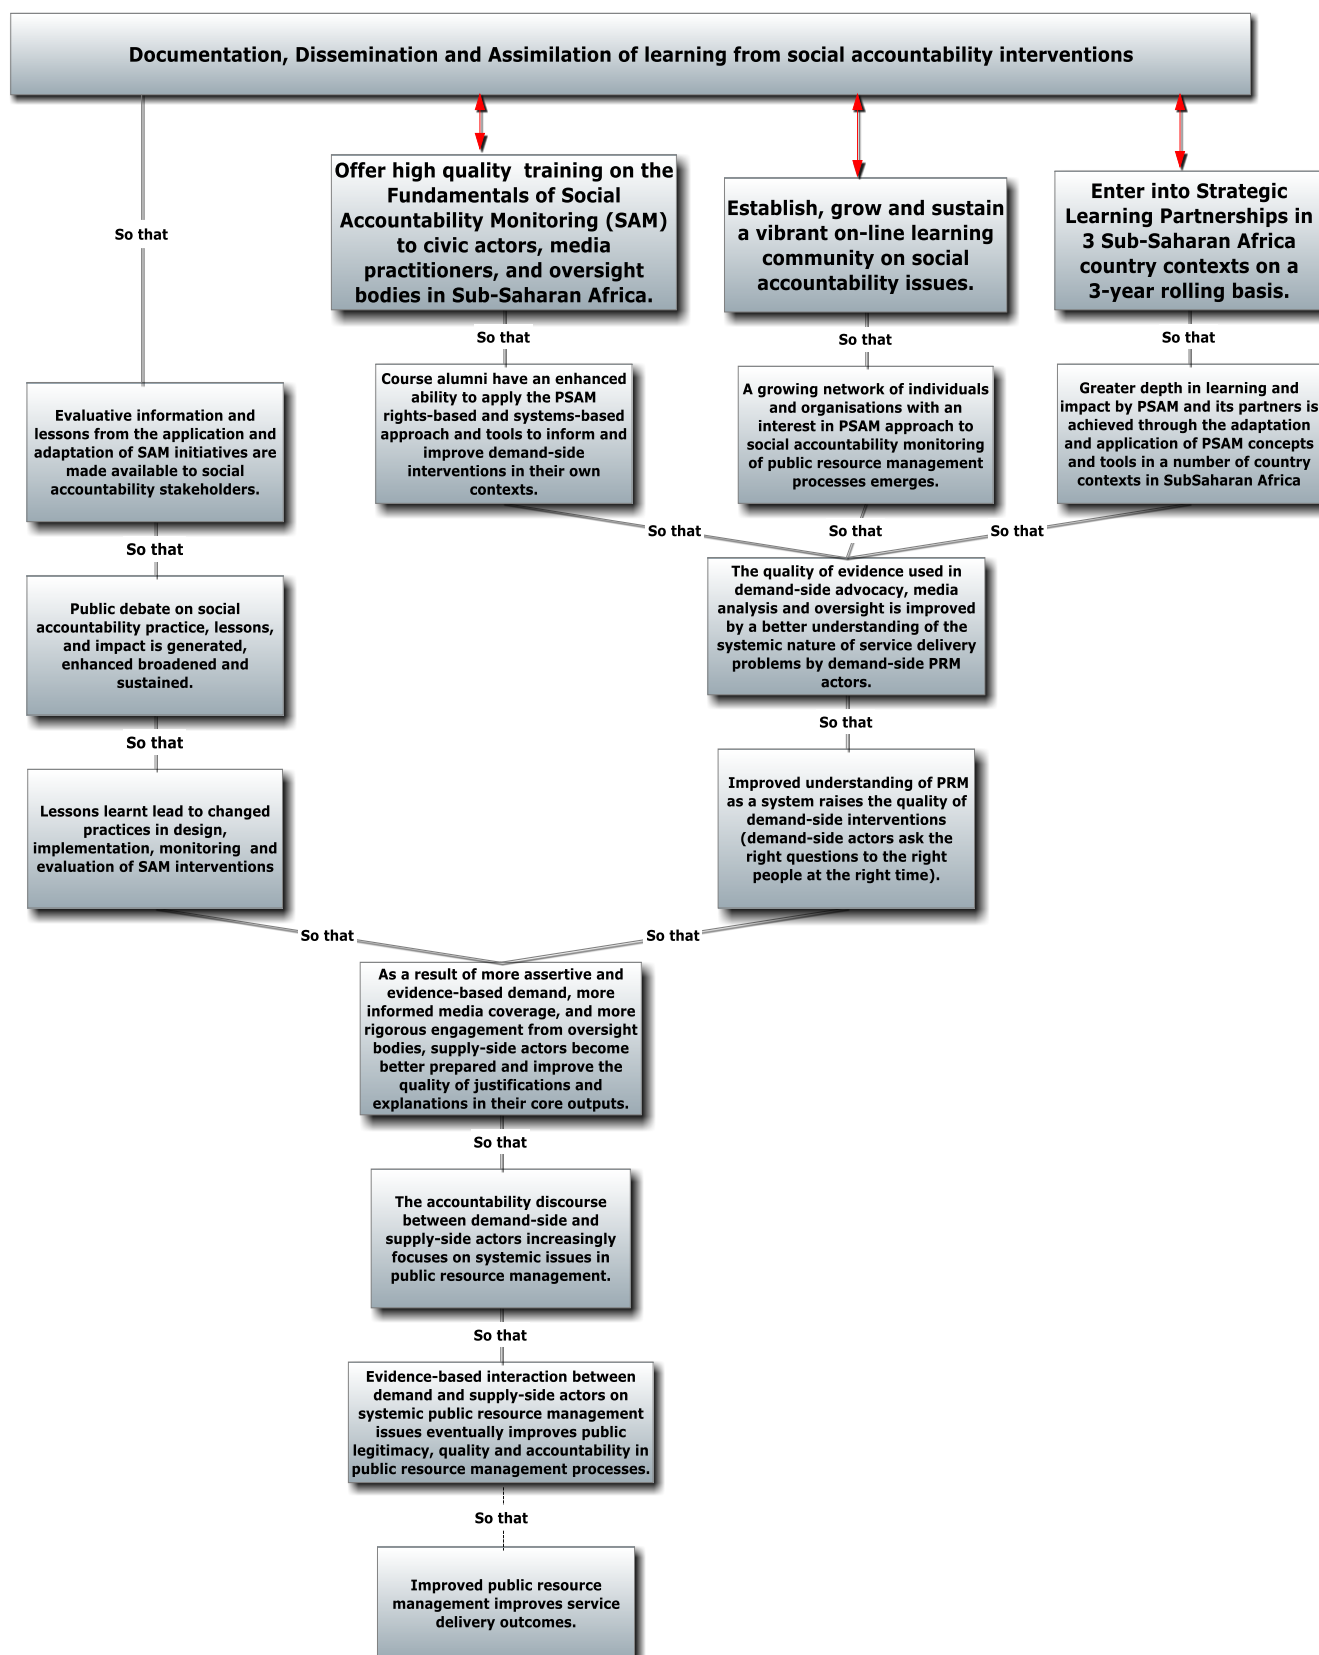 Documentation, Dissemination and Assimilation of learning from social accountability interventions
So that
Offer high quality  training on the
Fundamentals of Social
Accountability Monitoring (SAM)
to civic actors, media
practitioners, and oversight
bodies in Sub-Saharan Africa.
Establish, grow and sustain
a vibrant on-line learning
community on social
accountability issues.
Enter into Strategic
Learning Partnerships in
3 Sub-Saharan Africa
country contexts on a
3-year rolling basis.
So that
So that
So that
Evaluative information and
lessons from the application and
adaptation of SAM initiatives are
made available to social
accountability stakeholders.
Course alumni have an enhanced
ability to apply the PSAM
rights-based and systems-based
approach and tools to inform and
improve demand-side
interventions in their own
contexts.
A growing network of individuals
and organisations with an
interest in PSAM approach to
social accountability monitoring
of public resource management
processes emerges.
Greater depth in learning and
impact by PSAM and its partners is
achieved through the adaptation
and application of PSAM concepts
and tools in a number of country
contexts in SubSaharan Africa
So that
So that
So that
So that
Public debate on social
accountability practice, lessons,
and impact is generated,
enhanced broadened and
sustained.
The quality of evidence used in
demand-side advocacy, media
analysis and oversight is improved
by a better understanding of the
systemic nature of service delivery
problems by demand-side PRM
actors.
So that
So that
Lessons learnt lead to changed
practices in design,
implementation, monitoring  and
evaluation of SAM interventions
Improved understanding of PRM
as a system raises the quality of
demand-side interventions
(demand-side actors ask the
right questions to the right
people at the right time).
So that
So that
As a result of more assertive and
evidence-based demand, more
informed media coverage, and more
rigorous engagement from oversight
bodies, supply-side actors become
better prepared and improve the
quality of justifications and
explanations in their core outputs.
So that
The accountability discourse
between demand-side and
supply-side actors increasingly
focuses on systemic issues in
public resource management.
So that
Evidence-based interaction between
demand and supply-side actors on
systemic public resource management
issues eventually improves public
legitimacy, quality and accountability in
public resource management processes.
So that
Improved public resource
management improves service
delivery outcomes.